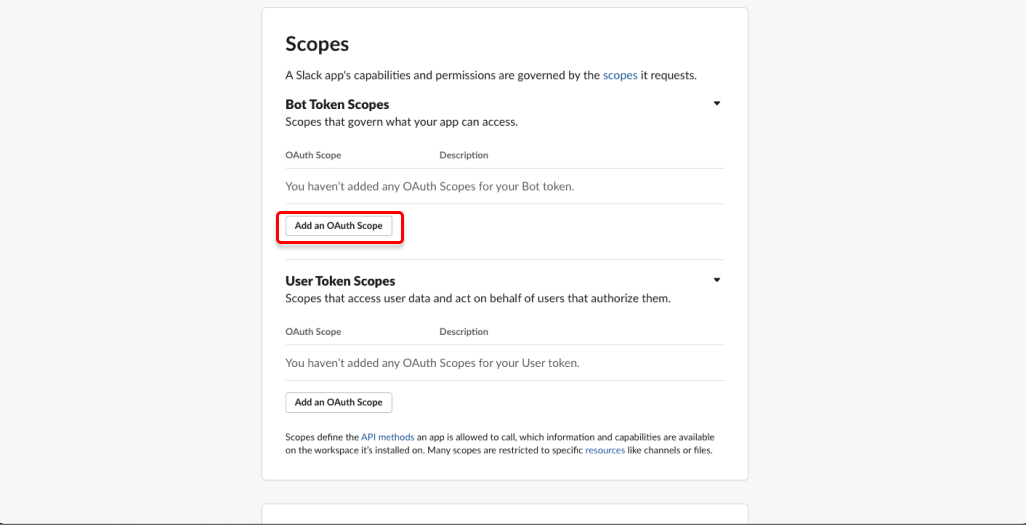 Scopes
A Slack app's capabilities and permissions are governed by the scopes it requests.
Bot Token Scopes
Scopes that govern what your app can access.
OAuth Scope Description
You haven't added any OAuth Scopes for your Bot token.
Add an OAuth Scope
User Token Scopes
Scopes that access user data and act on behalf of users that authorize them.
OAuth Scope Description
You haven't added any OAuth Scopes for your User token.
Add an OAuth Scope
Scopes define the API methods an app is allowed to call, which information and capabilities are available
on the workspace it's installed on. Many scopes are restricted to specific resources like channels or files.